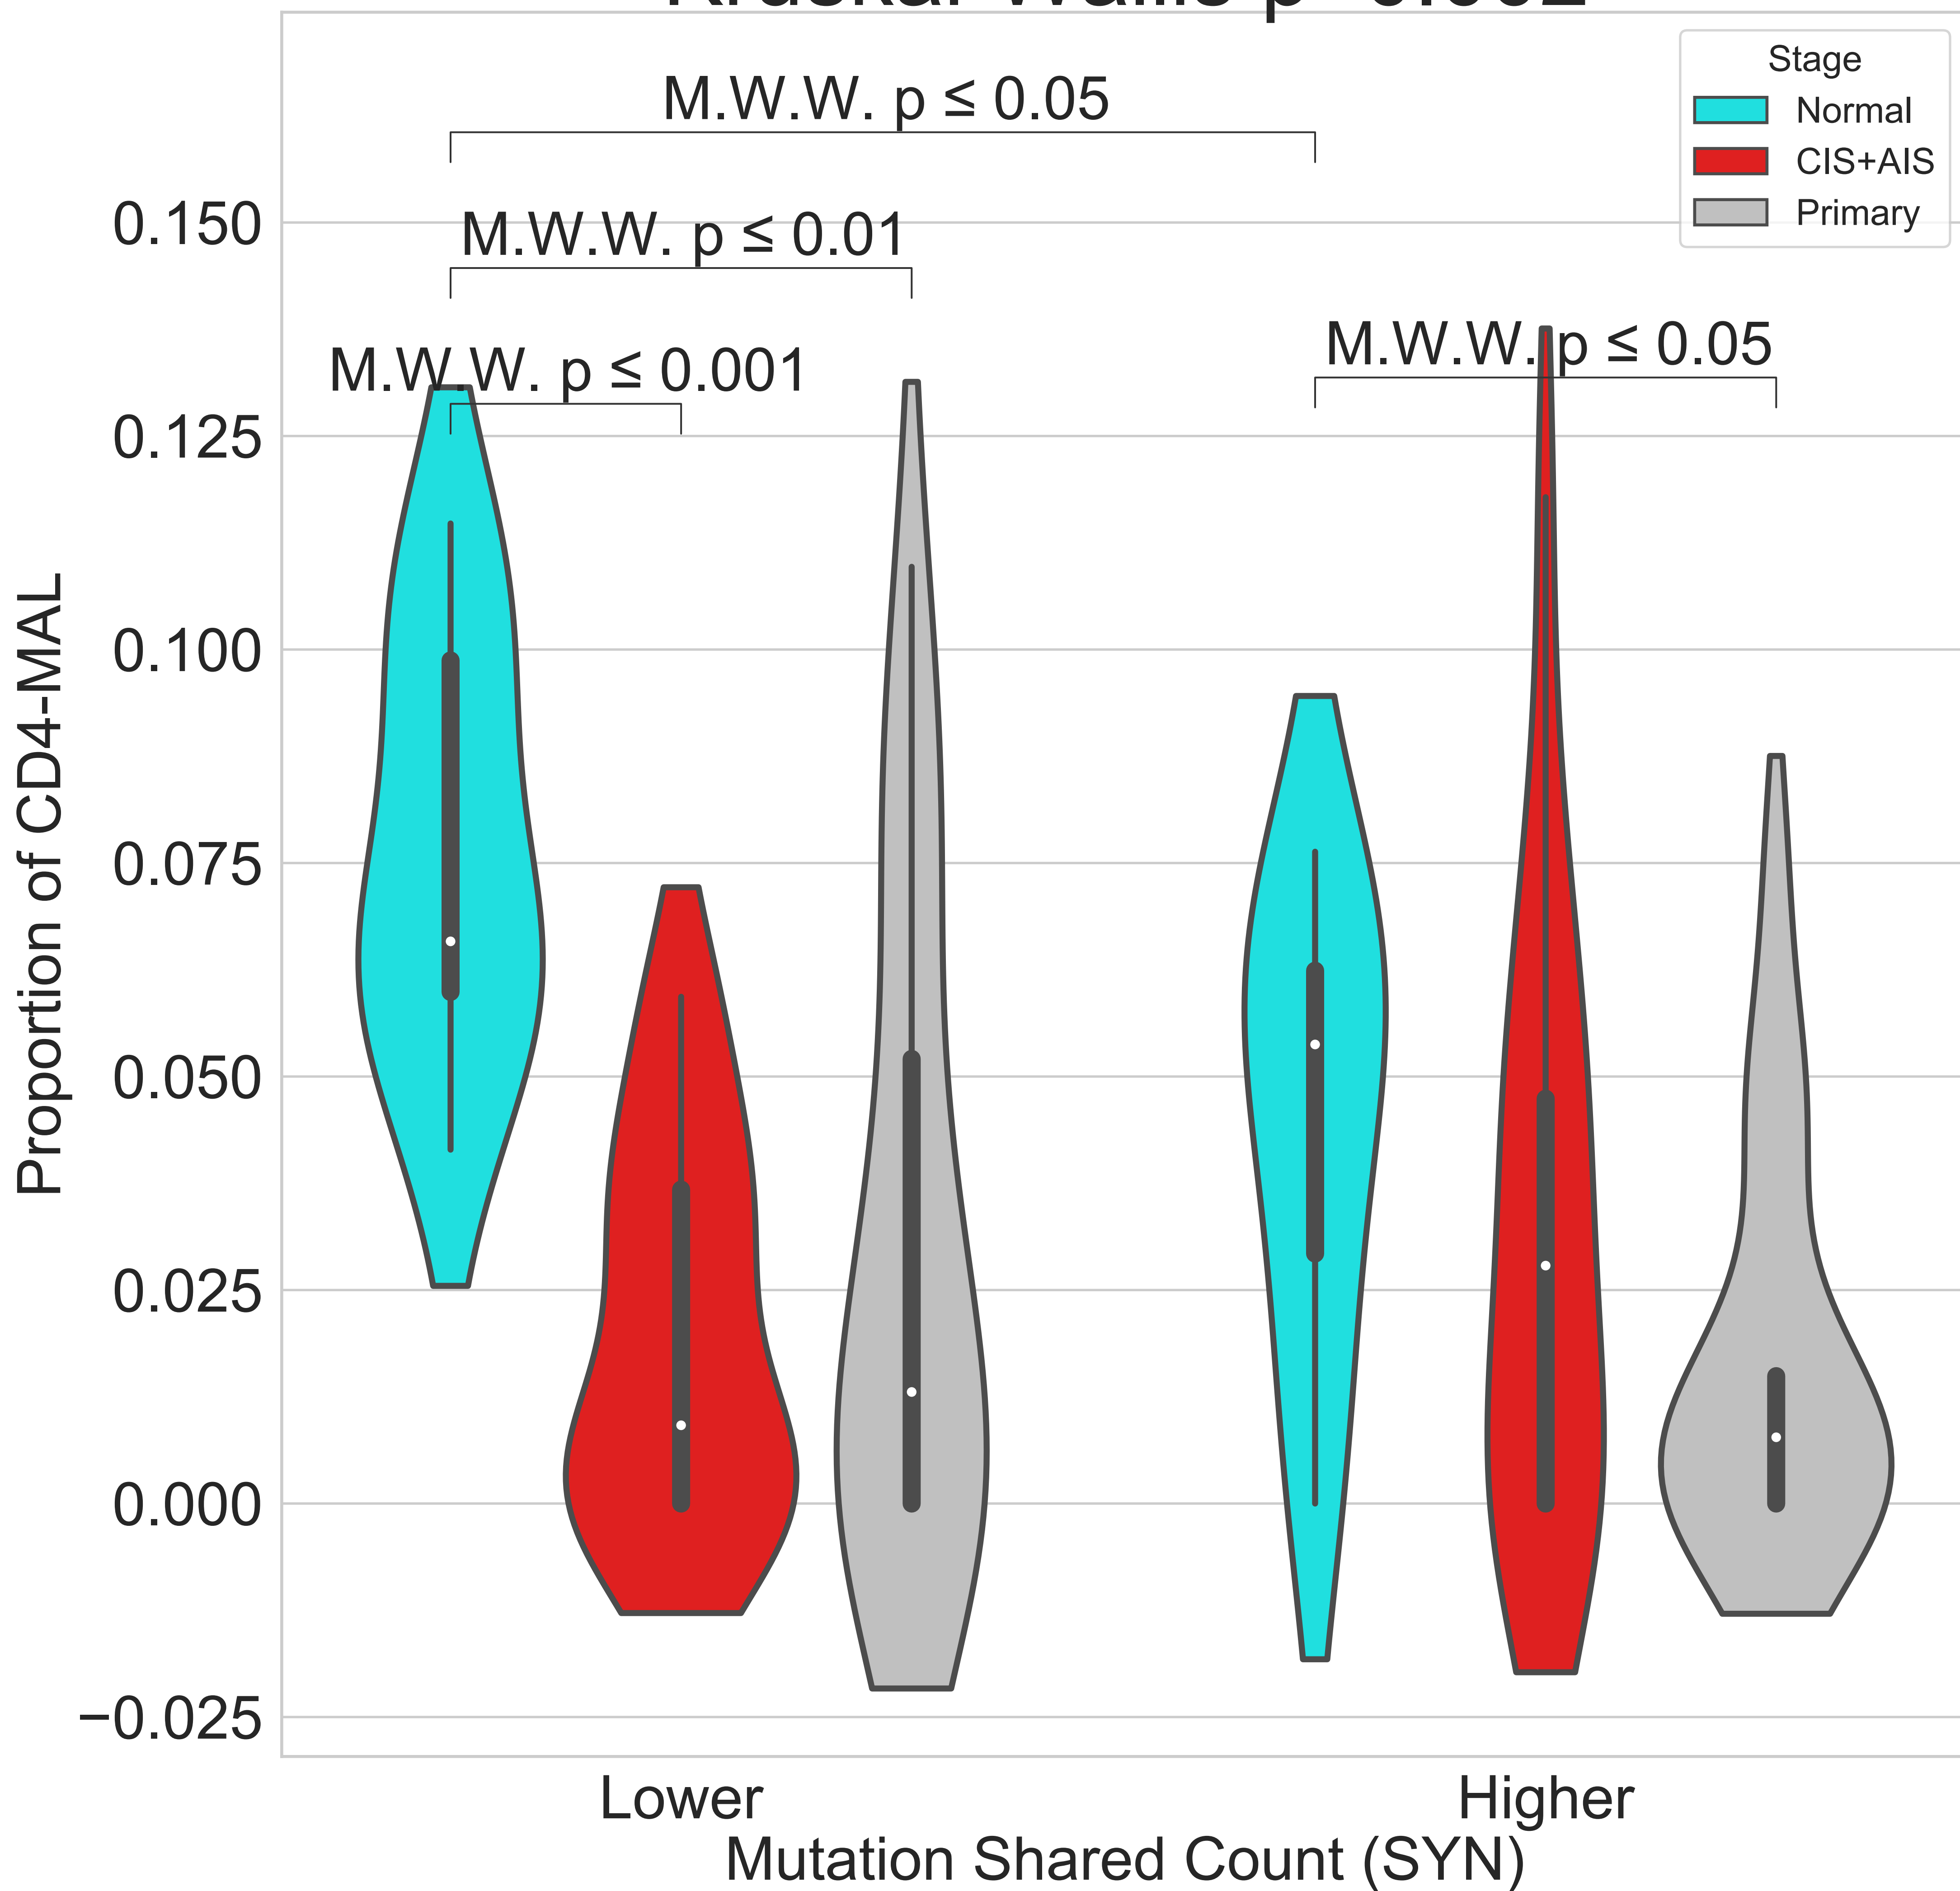 Stage
Normal
CIS+AIS
Primary
M.W.W. p ≤ 0.05
M.W.W. p ≤ 0.01
M.W.W. p ≤ 0.001
M.W.W. p ≤ 0.05
Proportion of CD4-MAL
0.150
0.125
0.100
0.075
0.050
0.025
0.000
−0.025
Lower
Higher
Mutation Shared Count (SYN)